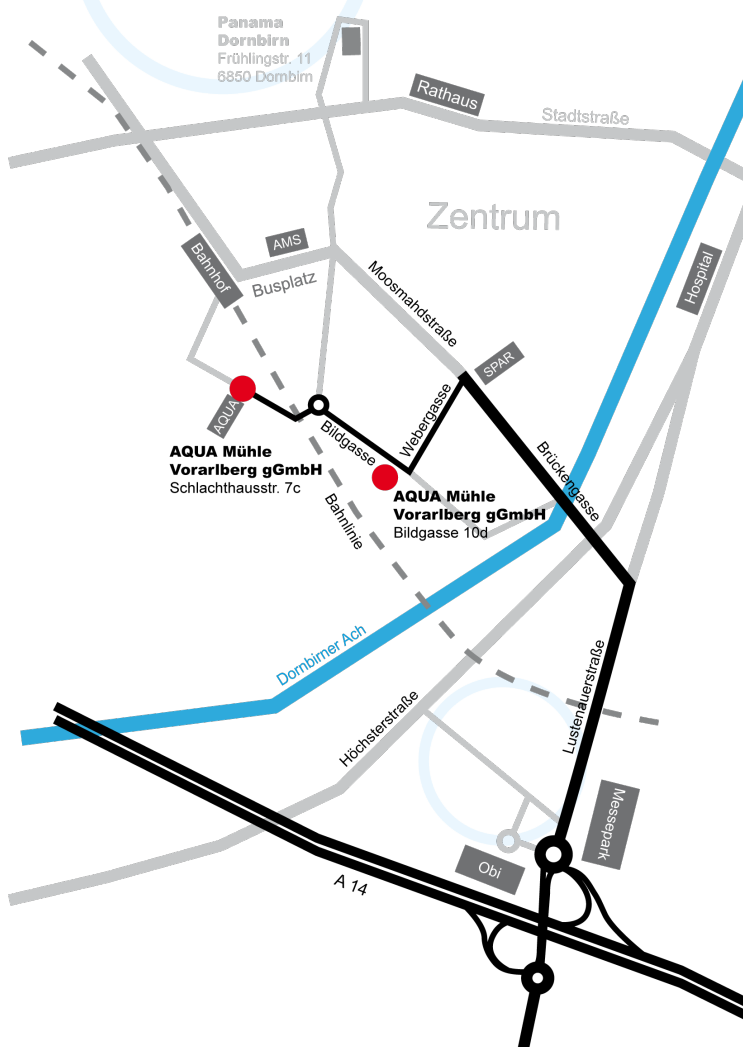 Panama
Dornbirn
Frühlingstr. 11
6850 Dornbirn
Rathaus
Stadtstraße
Zentrum
AMS
Bahnhof
Busplatz
Moosmahdstraße
Hospital
SPAR
AQUA
Bildgasse
Webergasse
Brückengasse
AQUA Mühle
Vorarlberg gGmbH
Schlachthausstr. 7c
AQUA Mühle
Vorarlberg gGmbH
Bildgasse 10d
Bahnlinie
Dornbirner Ach
Höchsterstraße
Lustenauerstraße
Messepark
Obi
A 14